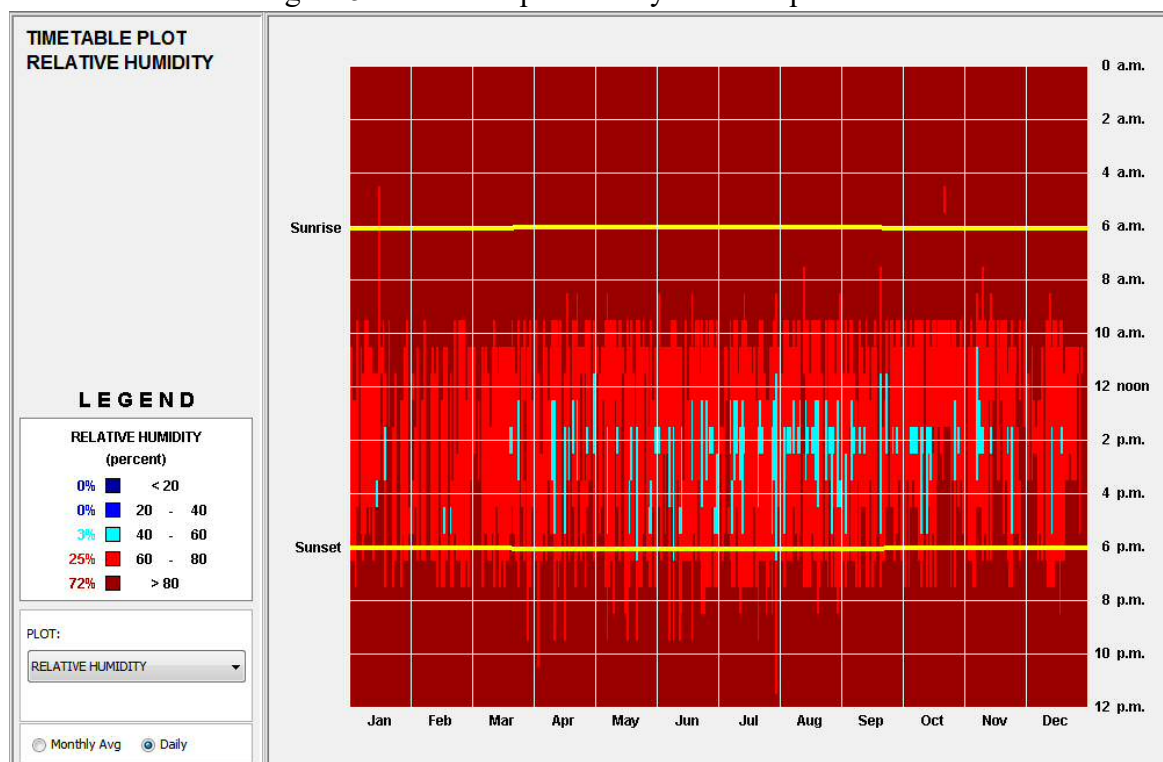 TIMETABLE PLOT
RELATIVE HUMIDITY
LEGEND
RELATIVE HUMIDITY
(percent)
0% < 20
0% 20 - 40
3% 40 - 60
25% 60 - 80
72% > 80
PLOT:
RELATIVE HUMIDITY
Monthly Avg Daily
Sunrise
Sunset
0 a.m.
2 a.m.
4 a.m.
6 a.m.
8 a.m.
10 a.m.
12 noon
2 p.m.
4 p.m.
6 p.m.
8 p.m.
10 p.m.
12 p.m.
Jan Feb Mar Apr May Jun Jul Aug Sep Oct Nov Dec